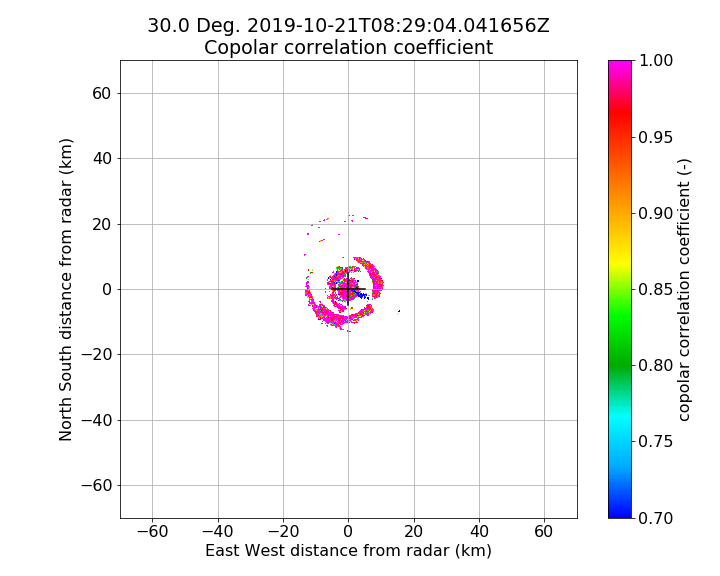 30.0 Deg. 2019-10-21T08:29:04.041656Z
Copolar correlation coefficient
60
40
20
0
−20
−40
−60
−60 −40 −20 0 20 40 60
East West distance from radar (km)
North South distance from radar (km)
1.00
0.95
0.90
0.85
0.80
0.75
0.70
copolar correlation coefficient (-)